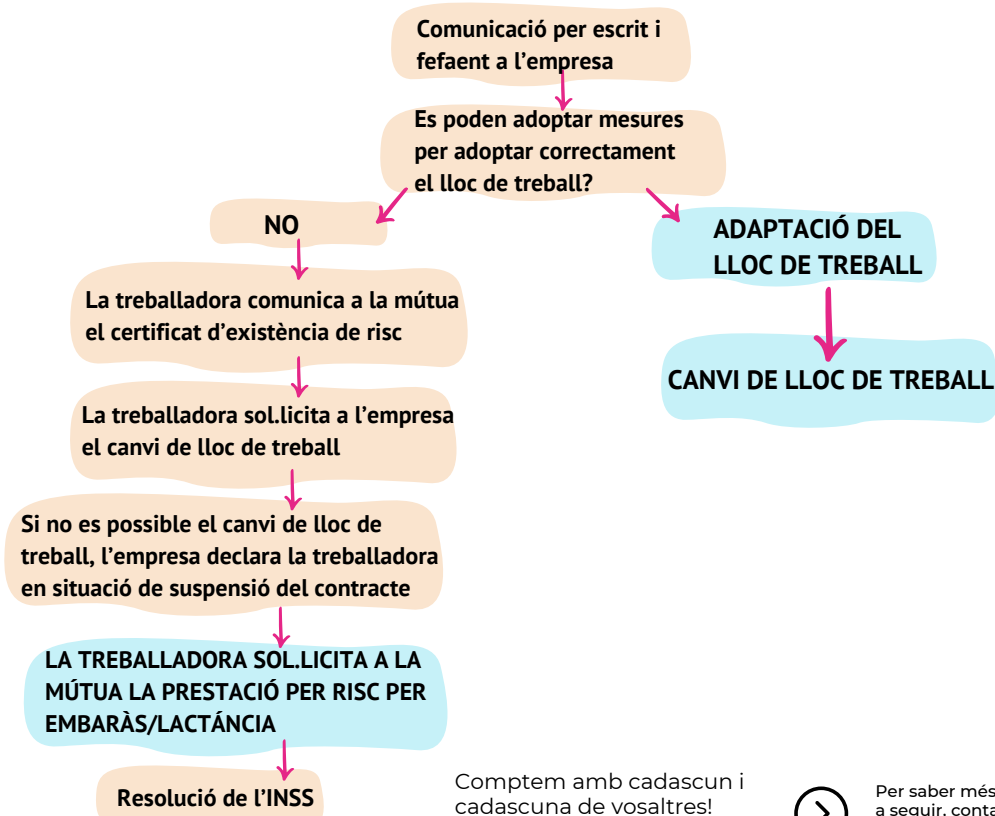 Comunicació per escrit i
fefaent a l'empresa
Es poden adoptar mesures
per adoptar correctament
el lloc de treball?
NO
ADAPTACIÓ DEL
LLOC DE TREBALL
La treballadora comunica a la mútua
el certificat d'existència de risc
CANVI DE LLOC DE TREBALL
La treballadora sol.licita a l'empresa
el canvi de lloc de treball
Si no es possible el canvi de lloc de
treball, l'empresa declara la treballadora
en situació de suspensió del contracte
LA TREBALLADORA SOL.LICITA A LA
MÚTUA LA PRESTACIÓ PER RISC PER
EMBARÀS/LACTÁNCIA
Resolució de l'INSS
Comptem amb cadascun i
cadascuna de vosaltres!
Per saber més
a seguir, conta